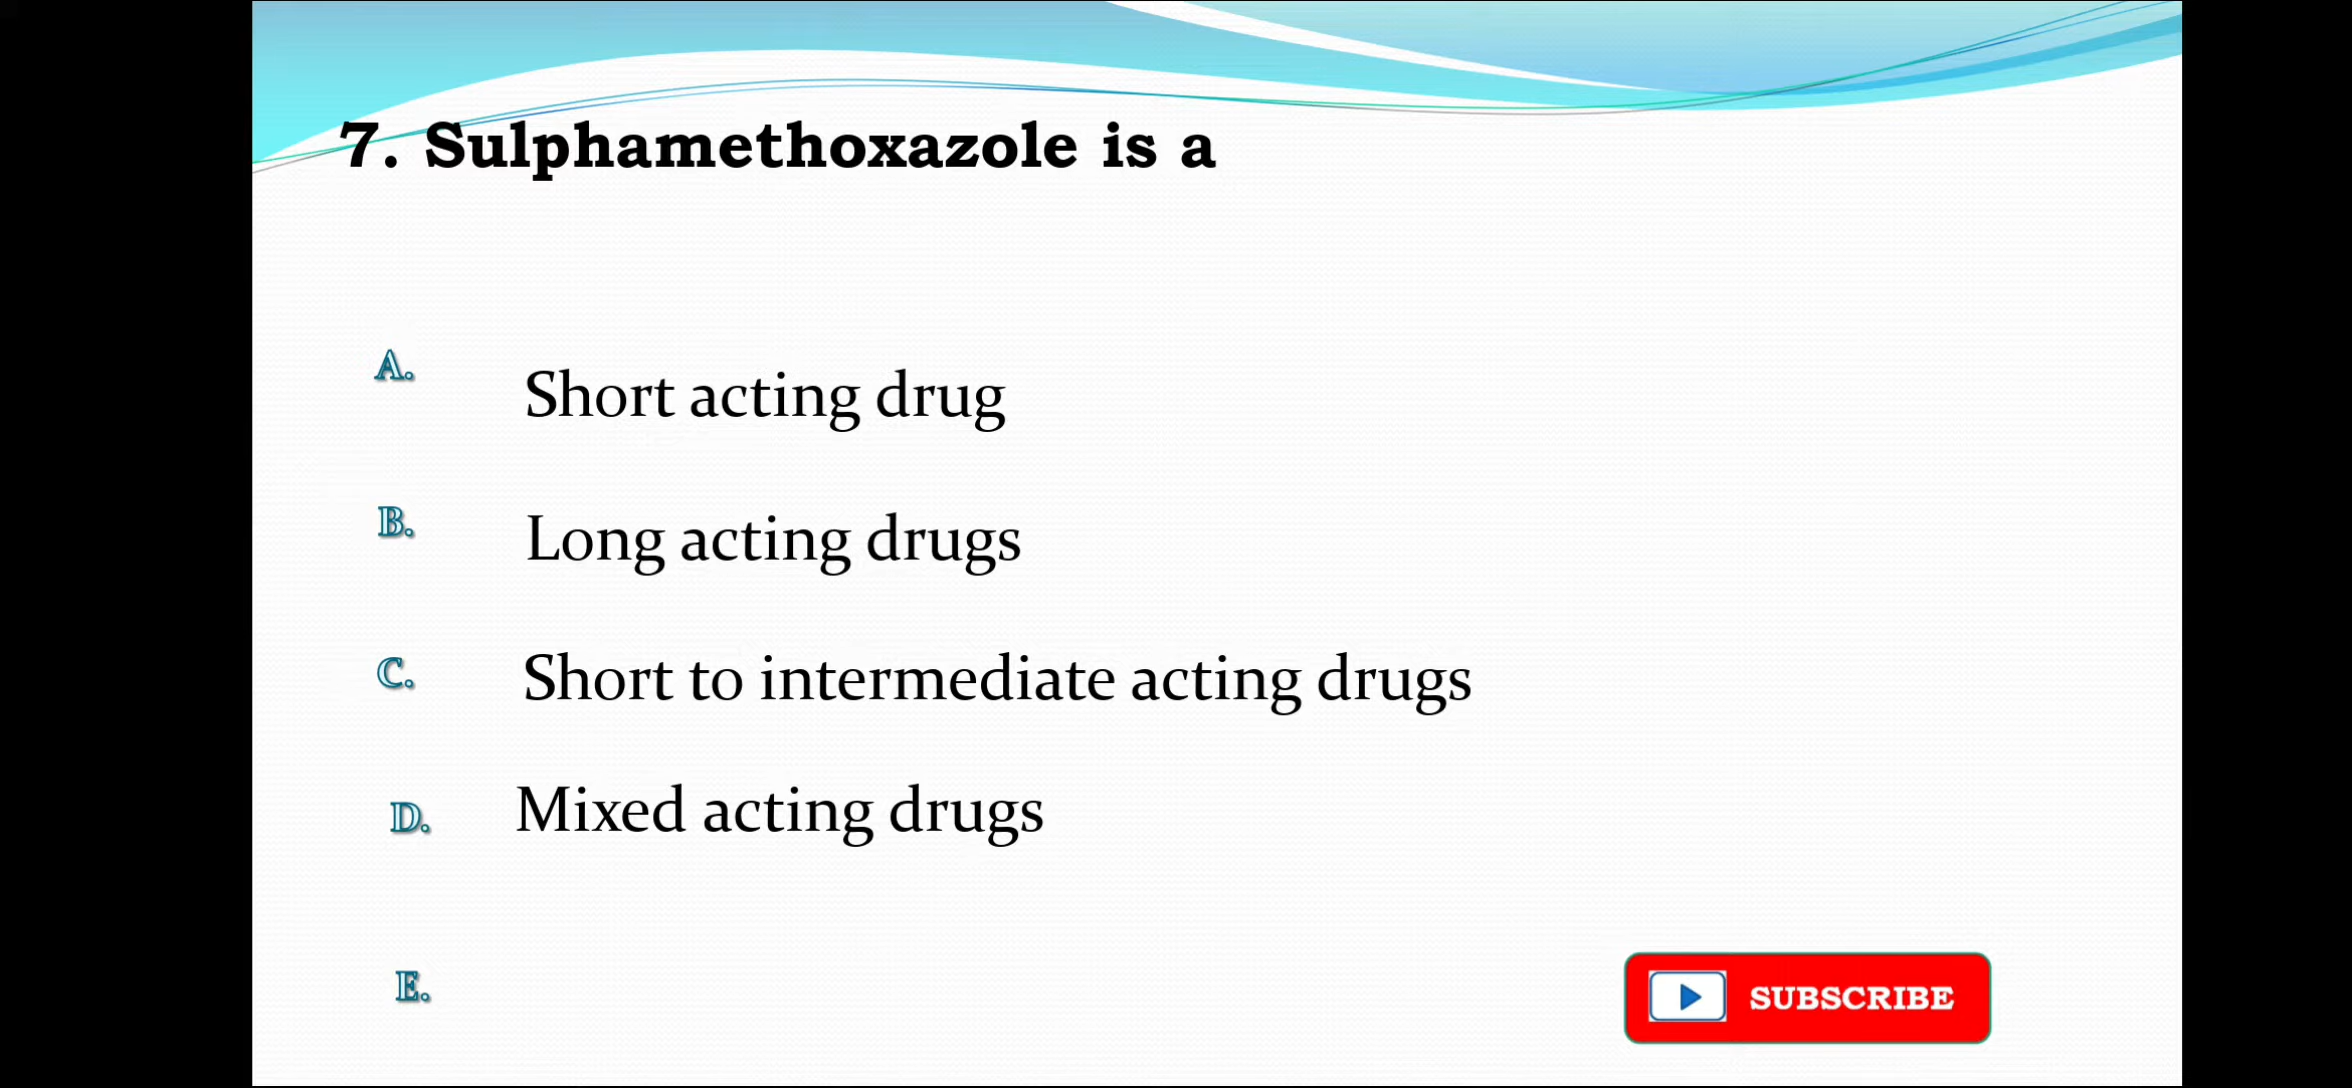 7. Sulphamethoxazole is a
A. Short acting drug
B. Long acting drugs
C. Short to intermediate acting drugs
D. Mixed acting drugs
E.
SUBSCRIBE